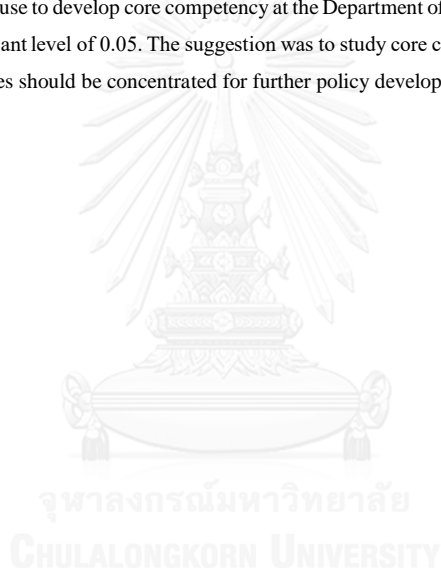 use to develop core competency at the Department of
ant level of 0.05. The suggestion was to study core c
es should be concentrated for further policy develop
จุฬาลงกรณ์มหาวิทยาลัย
CHULALONGKORN UNIVERSITY